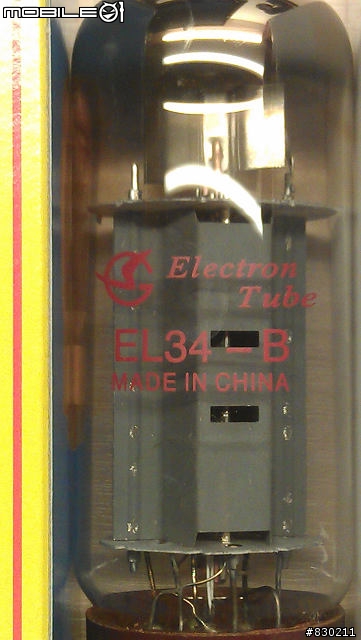 MOBILE01
Electron
Tube
EL34-B
MADE IN CHINA
#830211